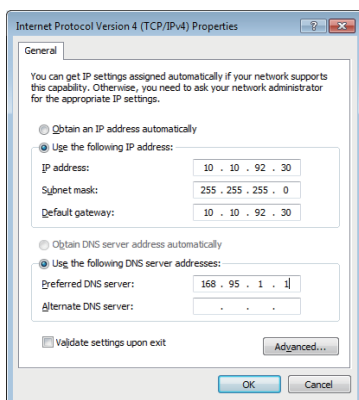 Internet Protocol Version 4 (TCP/IPv4) Properties
General
You can get IP settings assigned automatically if your network supports
this capability. Otherwise, you need to ask your network administrator
for the appropriate IP settings.
Obtain an IP address automatically
Use the following IP address:
IP address: 10 . 10 . 92 . 30
Subnet mask: 255 . 255 . 255 . 0
Default gateway: 10 . 10 . 92 . 30
Obtain DNS server address automatically
Use the following DNS server addresses:
Preferred DNS server: 168 . 95 . 1 . 1
Alternate DNS server: . . .
Validate settings upon exit
Advanced...
OK Cancel